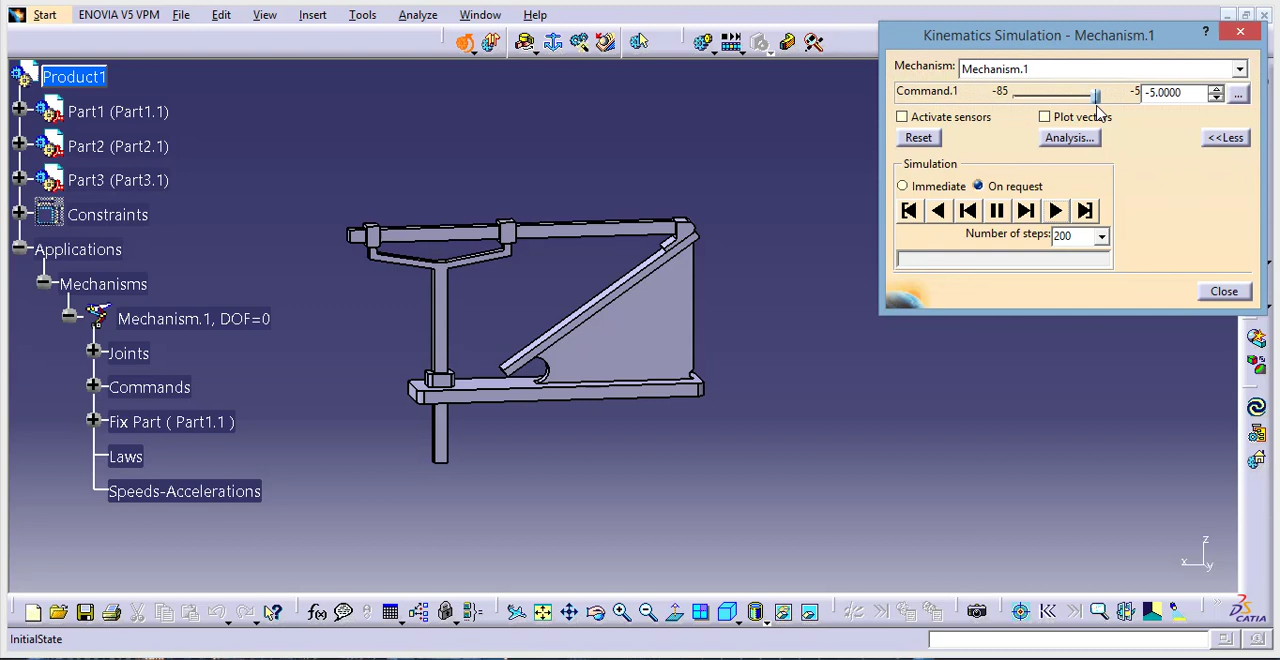 Start ENOVIA V5 VPM File Edit View Insert Tools Analyze Window Help
Kinematics Simulation - Mechanism.1
Mechanism: Mechanism.1
Command.1 -85 -5 -5.0000 ...
Activate sensors Plot vectors
Reset Analysis... <<Less
Simulation
Immediate On request
Number of steps: 200
Close
Product1
Part1 (Part1.1)
Part2 (Part2.1)
Part3 (Part3.1)
Constraints
Applications
Mechanisms
Mechanism.1, DOF=0
Joints
Commands
Fix Part ( Part1.1 )
Laws
Speeds-Accelerations
z
x y
f(x)
CATIA
InitialState